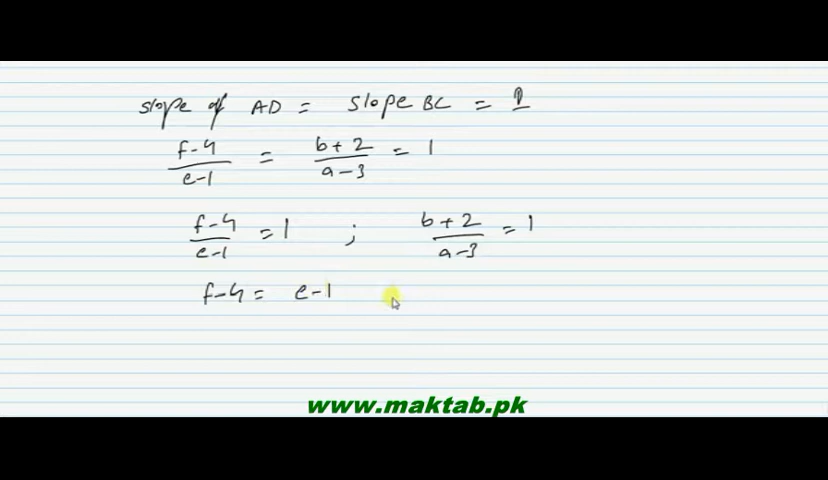 slope of AD = slope BC = 1
f-4/e-1 = b+2/a-3 = 1
f-4/e-1 = 1 ; b+2/a-3 = 1
f-4 = e-1
www.maktab.pk